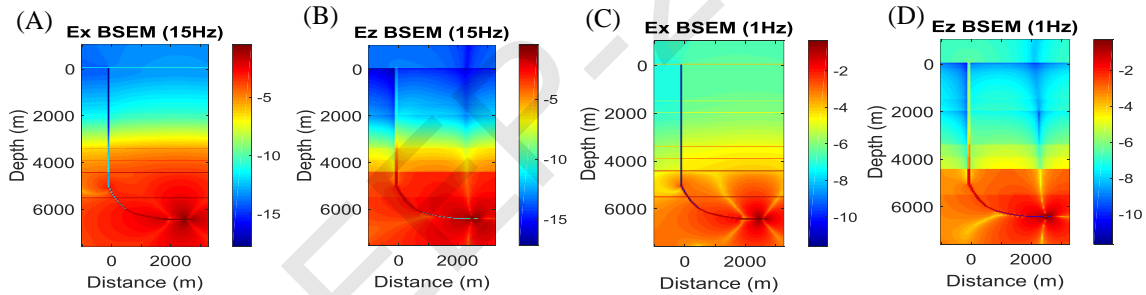 (A)
Ex BSEM (15Hz)
0
2000
4000
6000
Depth (m)
0
2000
Distance (m)
-5
-10
-15
(B)
Ez BSEM (15Hz)
0
2000
4000
6000
Depth (m)
0
2000
Distance (m)
-5
-10
-15
(C)
Ex BSEM (1Hz)
0
2000
4000
6000
Depth (m)
0
2000
Distance (m)
-2
-4
-6
-8
-10
(D)
Ez BSEM (1Hz)
0
2000
4000
6000
Depth (m)
0
2000
Distance (m)
-2
-4
-6
-8
-10